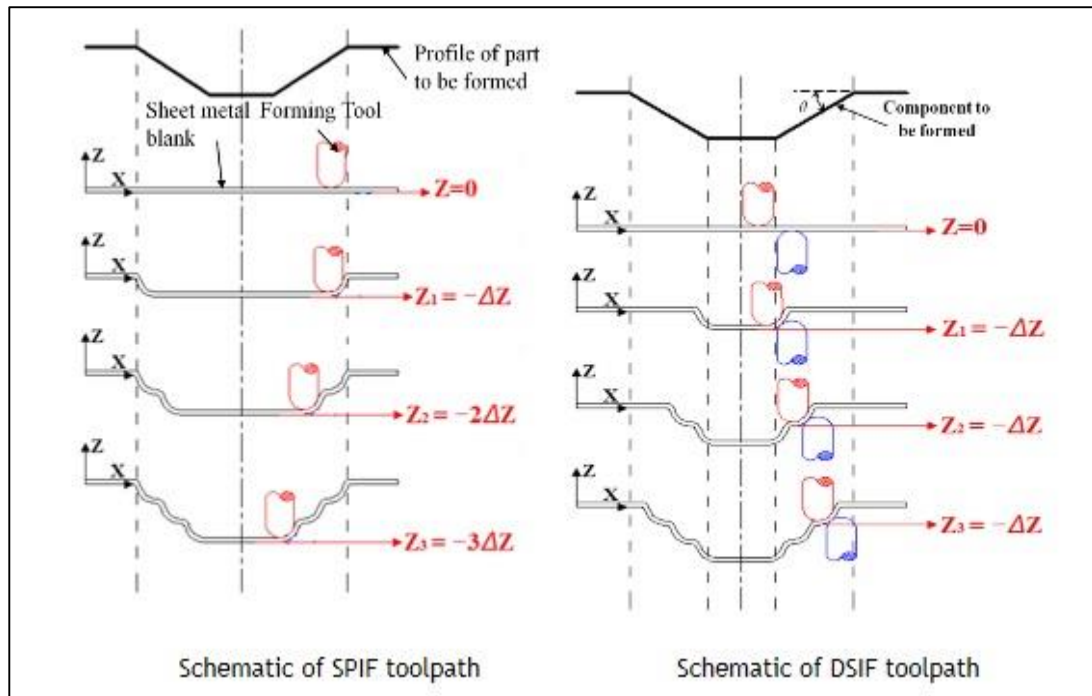 Profile of part
to be formed
Sheet metal Forming Tool
blank
Z
X
Z=0
Z
X
Z₁ = −ΔZ
Z
X
Z₂ = −2ΔZ
Z
X
Z₃ = −3ΔZ
Schematic of SPIF toolpath
θ
Component to
be formed
Z
X
Z=0
Z
X
Z₁ = −ΔZ
Z
X
Z₂ = −ΔZ
Z
X
Z₃ = −ΔZ
Schematic of DSIF toolpath